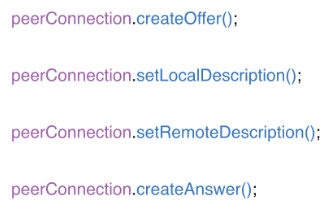 peerConnection.createOffer();
peerConnection.setLocalDescription();
peerConnection.setRemoteDescription();
peerConnection.createAnswer();